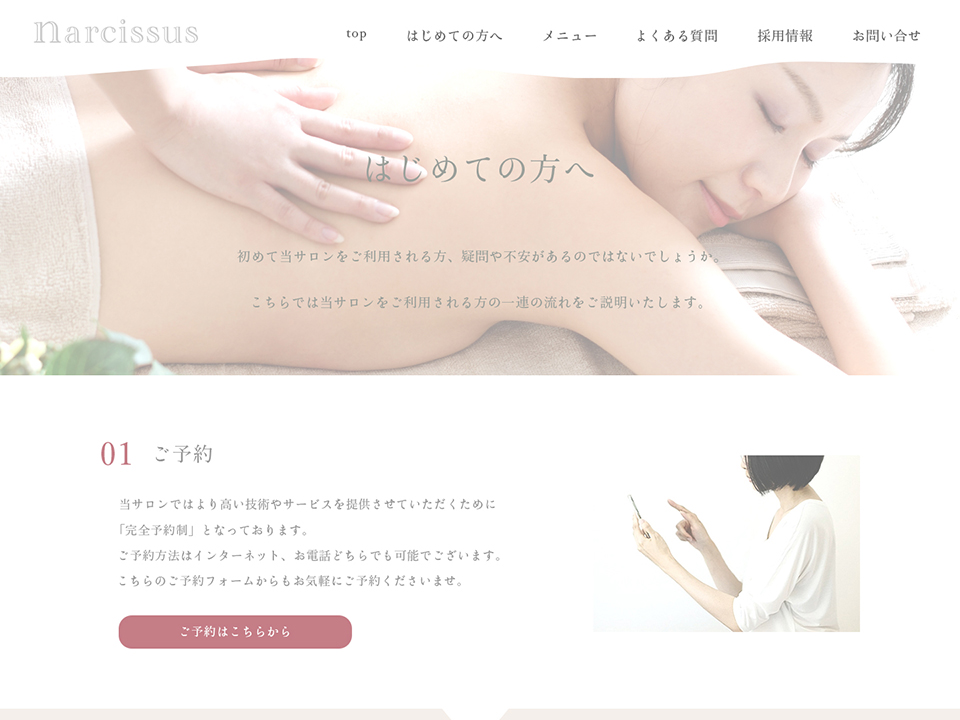 narcissus
top はじめての方へ メニュー よくある質問 採用情報 お問い合せ
はじめての方へ
初めて当サロンをご利用される方、疑問や不安があるのではないでしょうか。
こちらでは当サロンをご利用される方の一連の流れをご説明いたします。
01 ご予約
当サロンではより高い技術やサービスを提供させていただくために
「完全予約制」となっております。
ご予約方法はインターネット、お電話どちらでも可能でございます。
こちらのご予約フォームからもお気軽にご予約くださいませ。
ご予約はこちらから